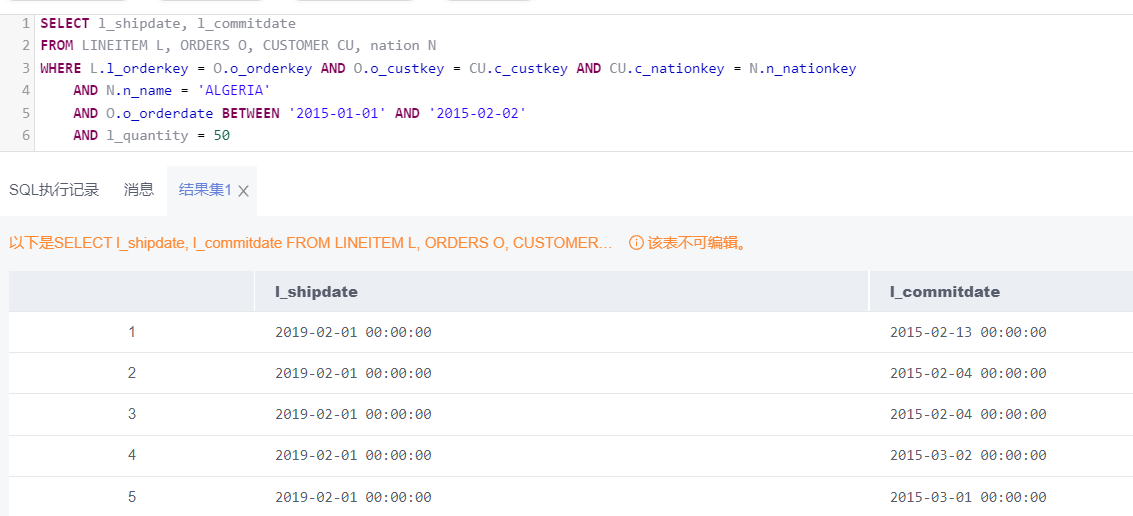 1 SELECT l_shipdate, l_commitdate
2 FROM LINEITEM L, ORDERS O, CUSTOMER CU, nation N
3 WHERE L.l_orderkey = O.o_orderkey AND O.o_custkey = CU.c_custkey AND CU.c_nationkey = N.n_nationkey
4 AND N.n_name = 'ALGERIA'
5 AND O.o_orderdate BETWEEN '2015-01-01' AND '2015-02-02'
6 AND l_quantity = 50
SQL执行记录 消息 结果集1
以下是SELECT l_shipdate, l_commitdate FROM LINEITEM L, ORDERS O, CUSTOMER... 该表不可编辑。
l_shipdate l_commitdate
1 2019-02-01 00:00:00 2015-02-13 00:00:00
2 2019-02-01 00:00:00 2015-02-04 00:00:00
3 2019-02-01 00:00:00 2015-02-04 00:00:00
4 2019-02-01 00:00:00 2015-03-02 00:00:00
5 2019-02-01 00:00:00 2015-03-01 00:00:00